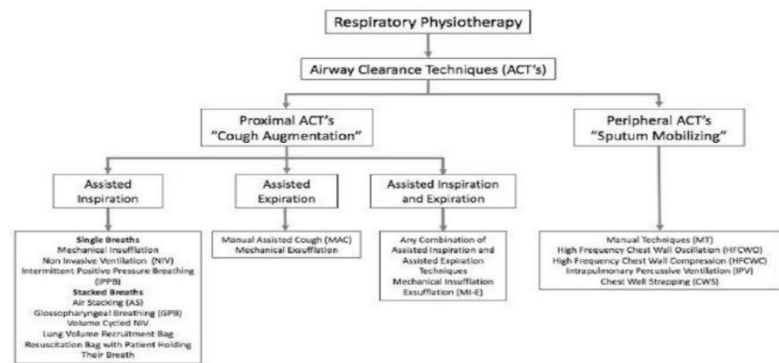 Respiratory Physiotherapy
Airway Clearance Techniques (ACT's)
Proximal ACT's
"Cough Augmentation"
Peripheral ACT's
"Sputum Mobilizing"
Assisted
Inspiration
Assisted
Expiration
Assisted Inspiration
and Expiration
Single Breaths
Mechanical Insufflation
Non Invasive Ventilation (NIV)
Intermittent Positive Pressure Breathing
(IPPB)
Stacked Breaths
Air Stacking (AS)
Glossopharyngeal Breathing (GPB)
Volume Cycled NIV
Lung Volume Recruitment Bag
Resuscitation Bag with Patient Holding
Their Breath
Manual Assisted Cough (MAC)
Mechanical Exsufflation
Any Combination of
Assisted Inspiration and
Assisted Expiration
Techniques
Mechanical Insufflation
Exsufflation (MI-E)
Manual Techniques (MT)
High Frequency Chest Wall Oscillation (HFCWO)
High Frequency Chest Wall Compression (HFCWC)
Intrapulmonary Percussive Ventilation (IPV)
Chest Wall Strapping (CWS)